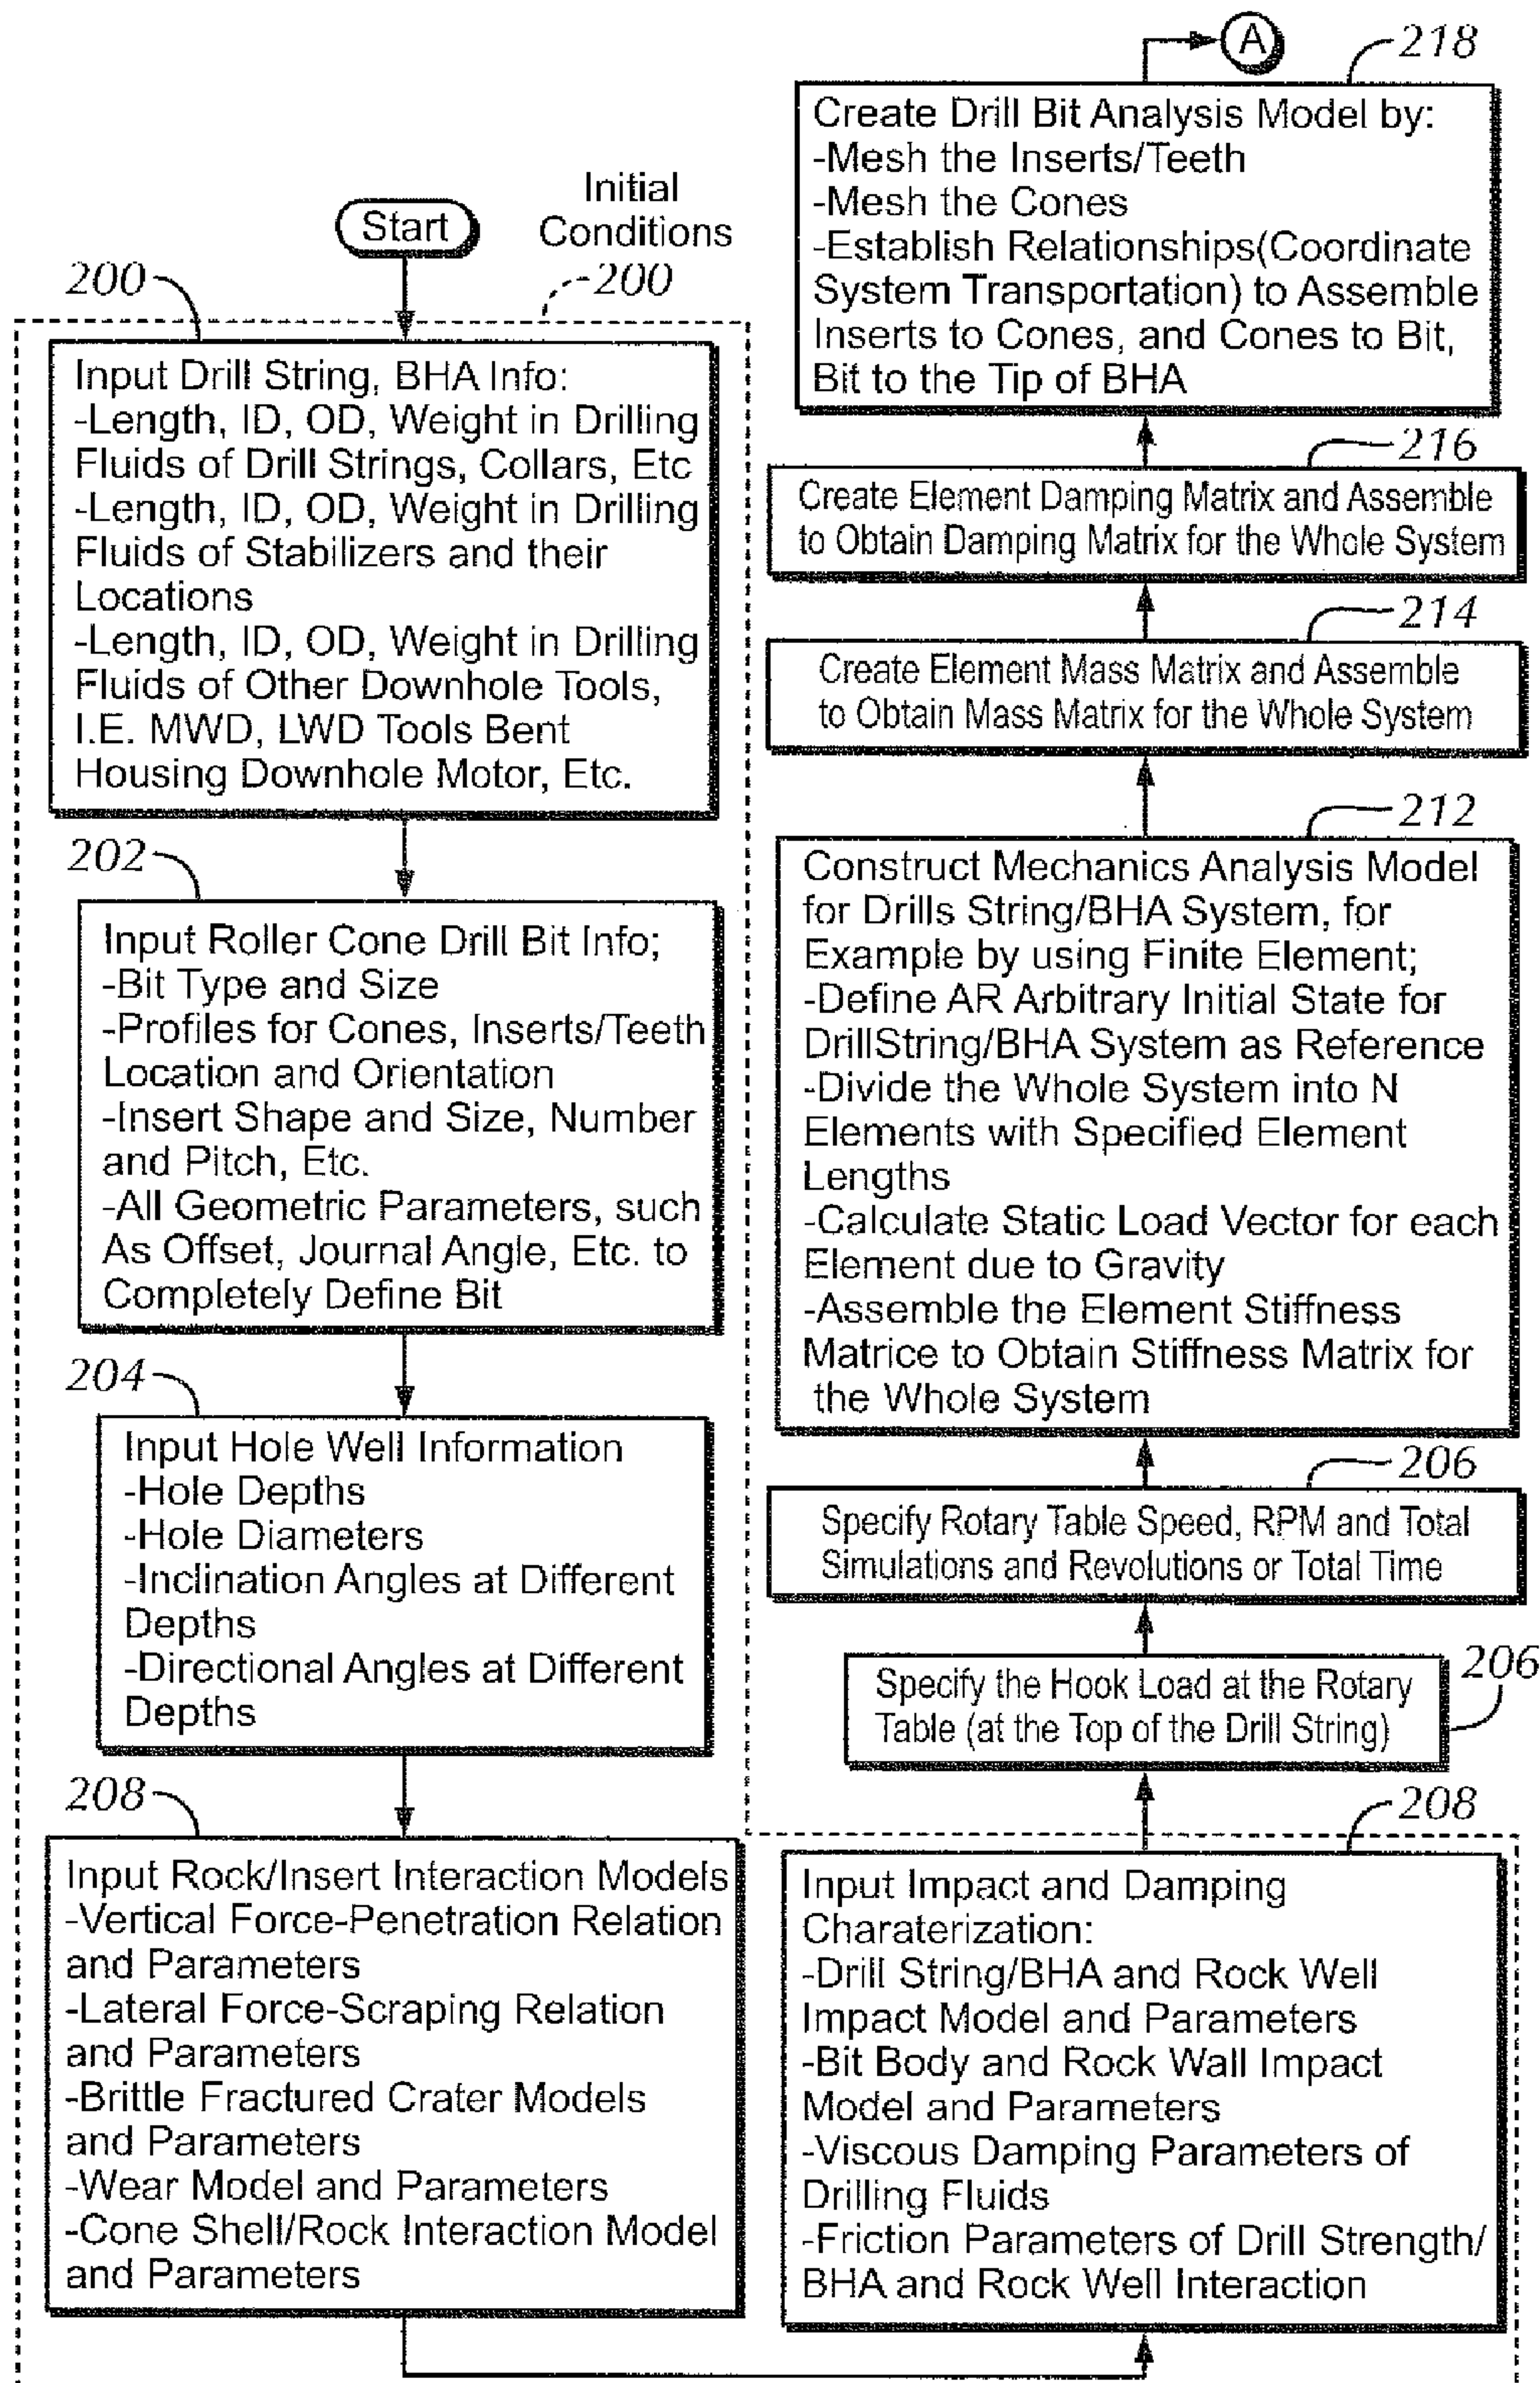 Start
Initial
Conditions
200
200
Input Drill String, BHA Info:
-Length, ID, OD, Weight in Drilling
Fluids of Drill Strings, Collars, Etc
-Length, ID, OD, Weight in Drilling
Fluids of Stabilizers and their
Locations
-Length, ID, OD, Weight in Drilling
Fluids of Other Downhole Tools,
I.E. MWD, LWD Tools Bent
Housing Downhole Motor, Etc.
202
Input Roller Cone Drill Bit Info;
-Bit Type and Size
-Profiles for Cones, Inserts/Teeth
Location and Orientation
-Insert Shape and Size, Number
and Pitch, Etc.
-All Geometric Parameters, such
As Offset, Journal Angle, Etc. to
Completely Define Bit
204
Input Hole Well Information
-Hole Depths
-Hole Diameters
-Inclination Angles at Different
Depths
-Directional Angles at Different
Depths
208
Input Rock/Insert Interaction Models
-Vertical Force-Penetration Relation
and Parameters
-Lateral Force-Scraping Relation
and Parameters
-Brittle Fractured Crater Models
and Parameters
-Wear Model and Parameters
-Cone Shell/Rock Interaction Model
and Parameters
208
Input Impact and Damping
Charaterization:
-Drill String/BHA and Rock Well
Impact Model and Parameters
-Bit Body and Rock Wall Impact
Model and Parameters
-Viscous Damping Parameters of
Drilling Fluids
-Friction Parameters of Drill Strength/
BHA and Rock Well Interaction
206
Specify the Hook Load at the Rotary
Table (at the Top of the Drill String)
206
Specify Rotary Table Speed, RPM and Total
Simulations and Revolutions or Total Time
212
Construct Mechanics Analysis Model
for Drills String/BHA System, for
Example by using Finite Element;
-Define AR Arbitrary Initial State for
DrillString/BHA System as Reference
-Divide the Whole System into N
Elements with Specified Element
Lengths
-Calculate Static Load Vector for each
Element due to Gravity
-Assemble the Element Stiffness
Matrice to Obtain Stiffness Matrix for
the Whole System
214
Create Element Mass Matrix and Assemble
to Obtain Mass Matrix for the Whole System
216
Create Element Damping Matrix and Assemble
to Obtain Damping Matrix for the Whole System
218
Create Drill Bit Analysis Model by:
-Mesh the Inserts/Teeth
-Mesh the Cones
-Establish Relationships(Coordinate
System Transportation) to Assemble
Inserts to Cones, and Cones to Bit,
Bit to the Tip of BHA
A